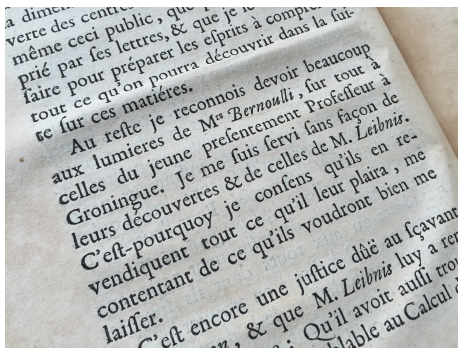 la dimen
verte des centres
même ceci public, que
prié par ſes lettres, & que je
faire pour préparer les eſprits à compre
tout ce qu'on pourra découvrir dans la ſui-
te ſur ces matiéres.
Au reſte je reconnois devoir beaucoup
aux lumieres de Mrs Bernoulli, ſur tout à
celles du jeune preſentement Profeſſeur à
Groningue. Je me ſuis ſervi ſans façon de
leurs découvertes & de celles de M. Leibnis.
C'eſt-pourquoy je conſens qu'ils en re-
vendiquent tout ce qu'il leur plaira, me
contentant de ce qu'ils voudront bien me
laiſſer.
C'eſt encore une juſtice dûë au ſçavant
& que M. Leibnis luy a ren
: Qu'il avoit auſſi trou
blable au Calcul d